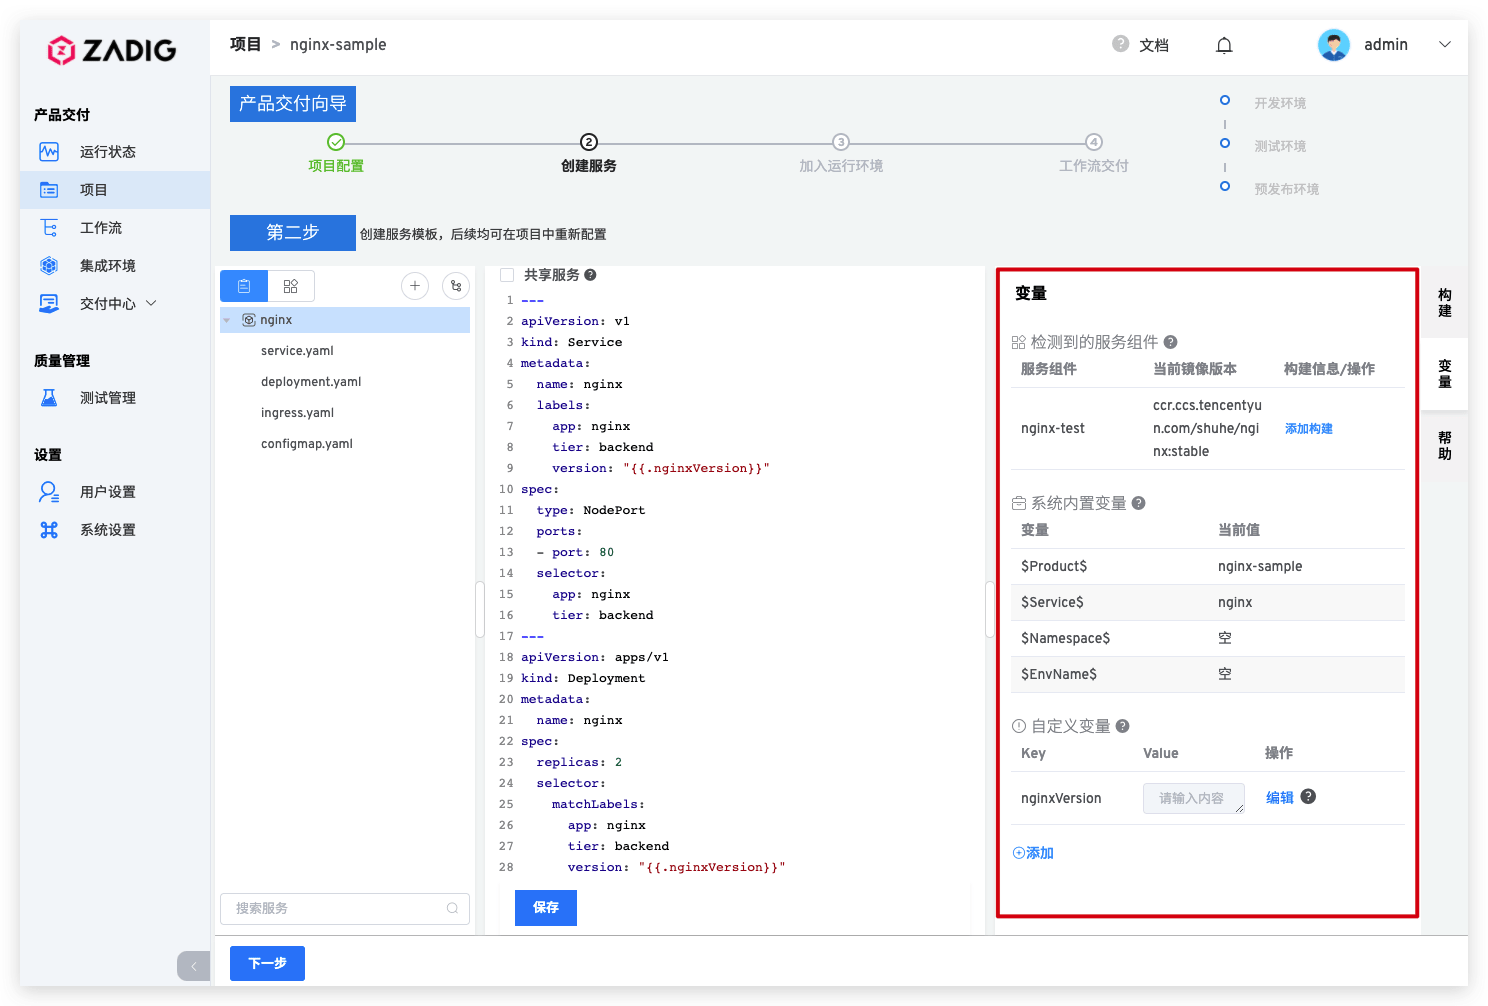 ZADIG
项目 > nginx-sample
? 文档
admin
产品交付
运行状态
项目
工作流
集成环境
交付中心
质量管理
测试管理
设置
用户设置
系统设置
产品交付向导
项目配置
2
创建服务
3
加入运行环境
4
工作流交付
开发环境
测试环境
预发布环境
第二步 创建服务模板，后续均可在项目中重新配置
nginx
service.yaml
deployment.yaml
ingress.yaml
configmap.yaml
搜索服务
共享服务 ?
1 ---
2 apiVersion: v1
3 kind: Service
4 metadata:
5   name: nginx
6   labels:
7     app: nginx
8     tier: backend
9     version: "{{.nginxVersion}}"
10 spec:
11   type: NodePort
12   ports:
13   - port: 80
14   selector:
15     app: nginx
16     tier: backend
17 ---
18 apiVersion: apps/v1
19 kind: Deployment
20 metadata:
21   name: nginx
22 spec:
23   replicas: 2
24   selector:
25     matchLabels:
26       app: nginx
27       tier: backend
28       version: "{{.nginxVersion}}"
保存
下一步
变量
检测到的服务组件 ?
服务组件 当前镜像版本 构建信息/操作
nginx-test ccr.ccs.tencentyu
n.com/shuhe/ngi
nx:stable 添加构建
系统内置变量 ?
变量 当前值
$Product$ nginx-sample
$Service$ nginx
$Namespace$ 空
$EnvName$ 空
自定义变量 ?
Key Value 操作
nginxVersion 请输入内容 编辑 ?
添加
构建
变量
帮助